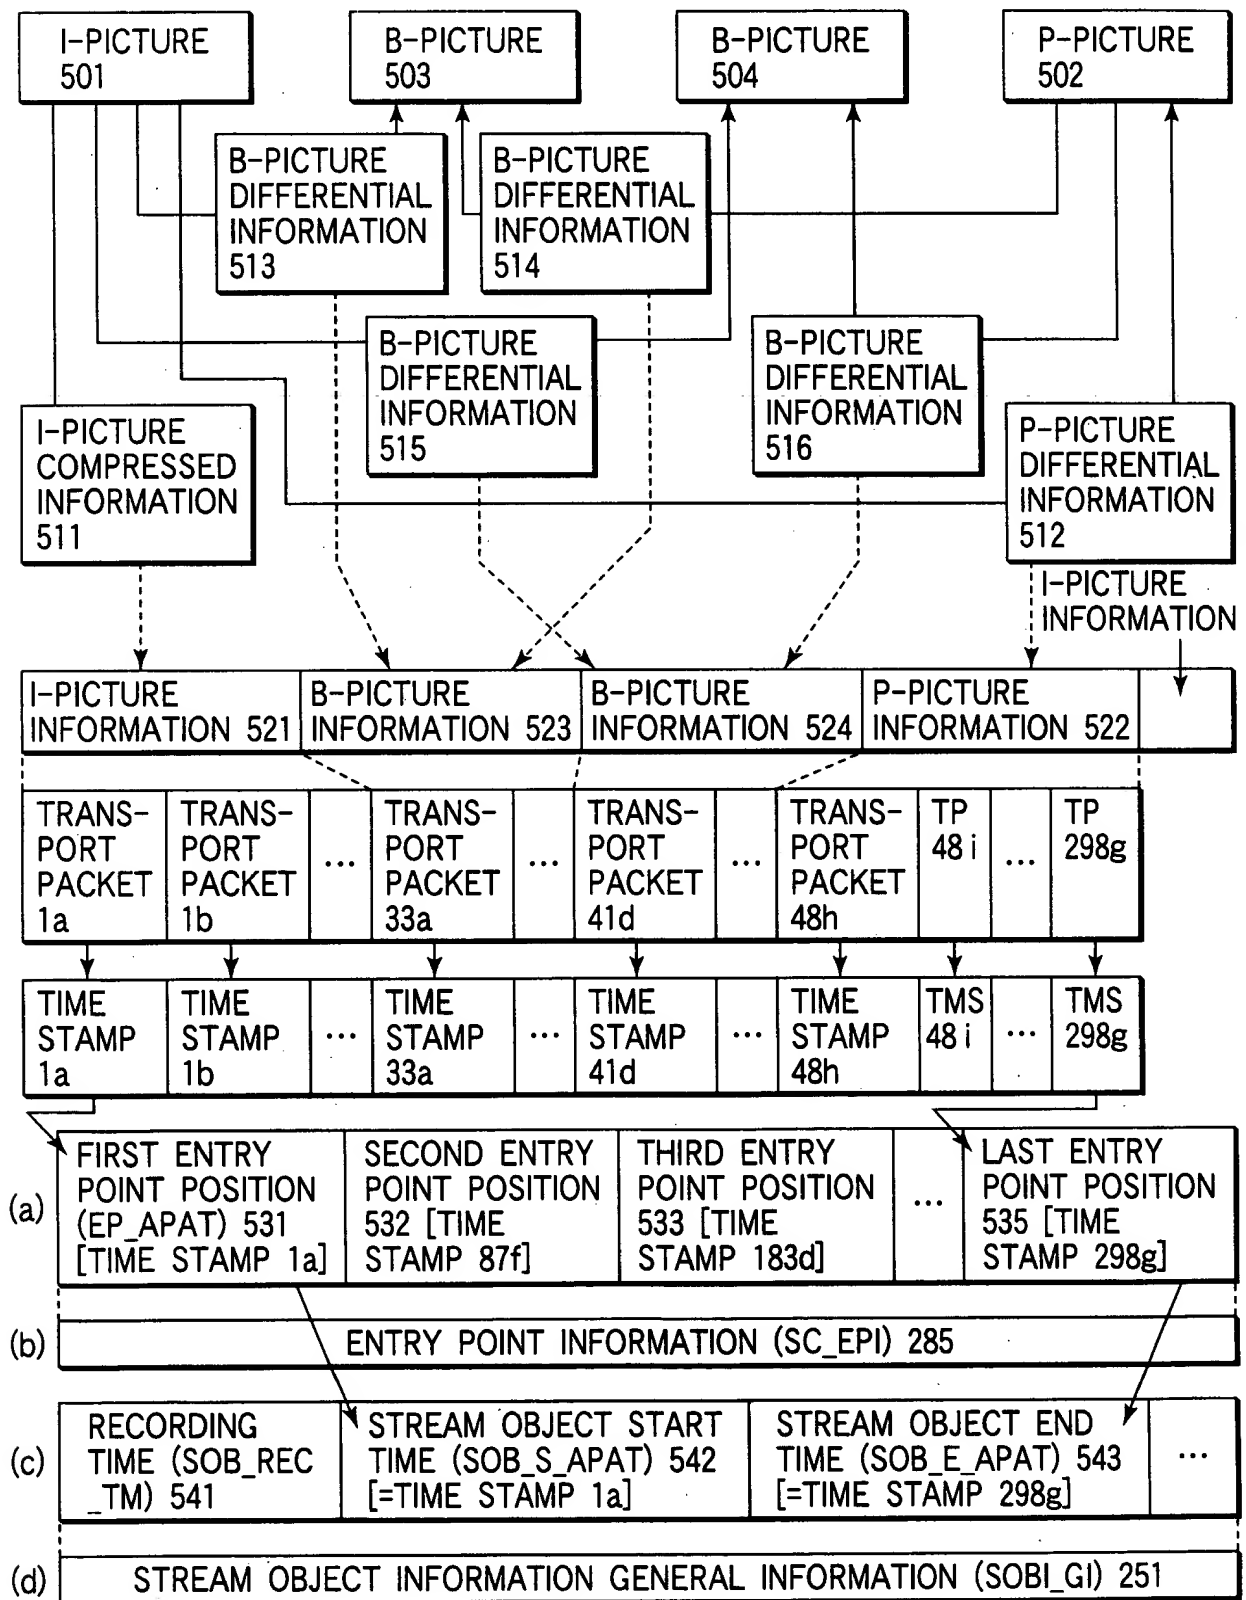 I-PICTURE
501
B-PICTURE
503
B-PICTURE
504
P-PICTURE
502
B-PICTURE
DIFFERENTIAL
INFORMATION
513
B-PICTURE
DIFFERENTIAL
INFORMATION
514
B-PICTURE
DIFFERENTIAL
INFORMATION
515
B-PICTURE
DIFFERENTIAL
INFORMATION
516
I-PICTURE
COMPRESSED
INFORMATION
511
P-PICTURE
DIFFERENTIAL
INFORMATION
512
I-PICTURE
INFORMATION
I-PICTURE
INFORMATION 521
B-PICTURE
INFORMATION 523
B-PICTURE
INFORMATION 524
P-PICTURE
INFORMATION 522
TRANS-
PORT
PACKET
1a
TRANS-
PORT
PACKET
1b
...
TRANS-
PORT
PACKET
33a
...
TRANS-
PORT
PACKET
41d
...
TRANS-
PORT
PACKET
48h
TP
48i
...
TP
298g
TIME
STAMP
1a
TIME
STAMP
1b
...
TIME
STAMP
33a
...
TIME
STAMP
41d
...
TIME
STAMP
48h
TMS
48i
...
TMS
298g
(a)
FIRST ENTRY
POINT POSITION
(EP_APAT) 531
[TIME STAMP 1a]
SECOND ENTRY
POINT POSITION
532 [TIME
STAMP 87f]
THIRD ENTRY
POINT POSITION
533 [TIME
STAMP 183d]
...
LAST ENTRY
POINT POSITION
535 [TIME
STAMP 298g]
(b)
ENTRY POINT INFORMATION (SC_EPI) 285
(c)
RECORDING
TIME (SOB_REC
_TM) 541
STREAM OBJECT START
TIME (SOB_S_APAT) 542
[=TIME STAMP 1a]
STREAM OBJECT END
TIME (SOB_E_APAT) 543
[=TIME STAMP 298g]
...
(d)
STREAM OBJECT INFORMATION GENERAL INFORMATION (SOBI_GI) 251